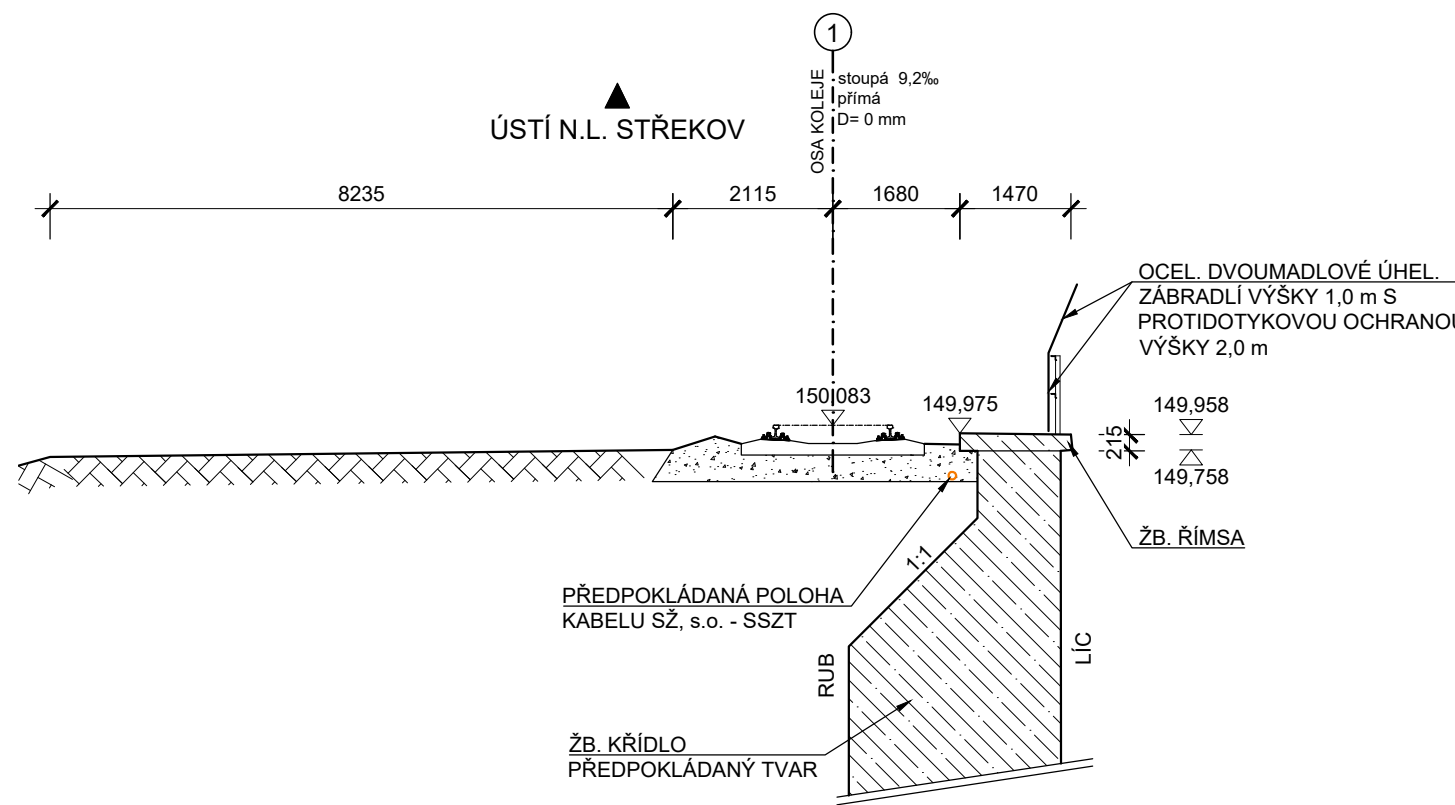 1
OSA KOLEJE
stoupá 9,2‰
přímá
D= 0 mm
ÚSTÍ N.L. STŘEKOV
8235
2115
1680
1470
OCEL. DVOUMADLOVÉ ÚHEL.
ZÁBRADLÍ VÝŠKY 1,0 m S
PROTIDOTYKOVOU OCHRANOU
VÝŠKY 2,0 m
150,083
149,975
149,958
215
149,758
ŽB. ŘÍMSA
1:1
PŘEDPOKLÁDANÁ POLOHA
KABELU SŽ, s.o. - SSZT
RUB
LÍC
ŽB. KŘÍDLO
PŘEDPOKLÁDANÝ TVAR